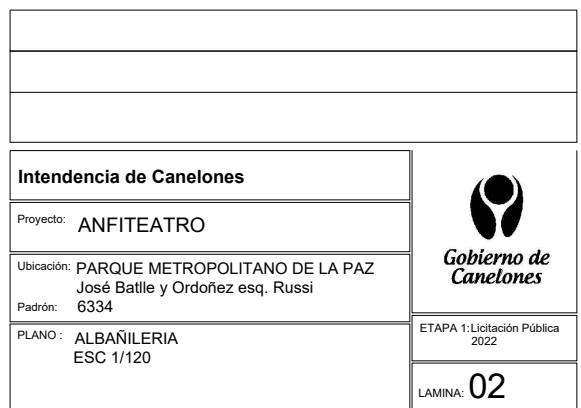 Intendencia de Canelones
Proyecto: ANFITEATRO
Ubicación: PARQUE METROPOLITANO DE LA PAZ
José Batlle y Ordoñez esq. Russi
Padrón: 6334
PLANO : ALBAÑILERIA
ESC 1/120
Gobierno de
Canelones
ETAPA 1:Licitación Pública
2022
LAMINA: 02